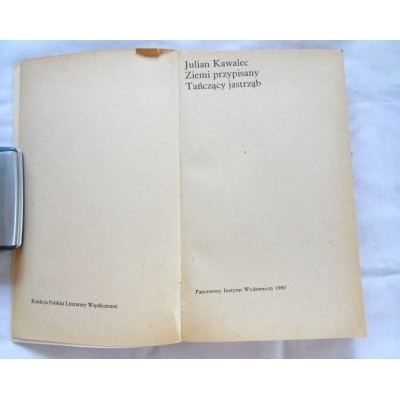 Kolekcja Polskiej Literatury Współczesnej
Julian Kawalec
Ziemi przypisany
Tańczący jastrząb
Państwowy Instytut Wydawniczy 1980